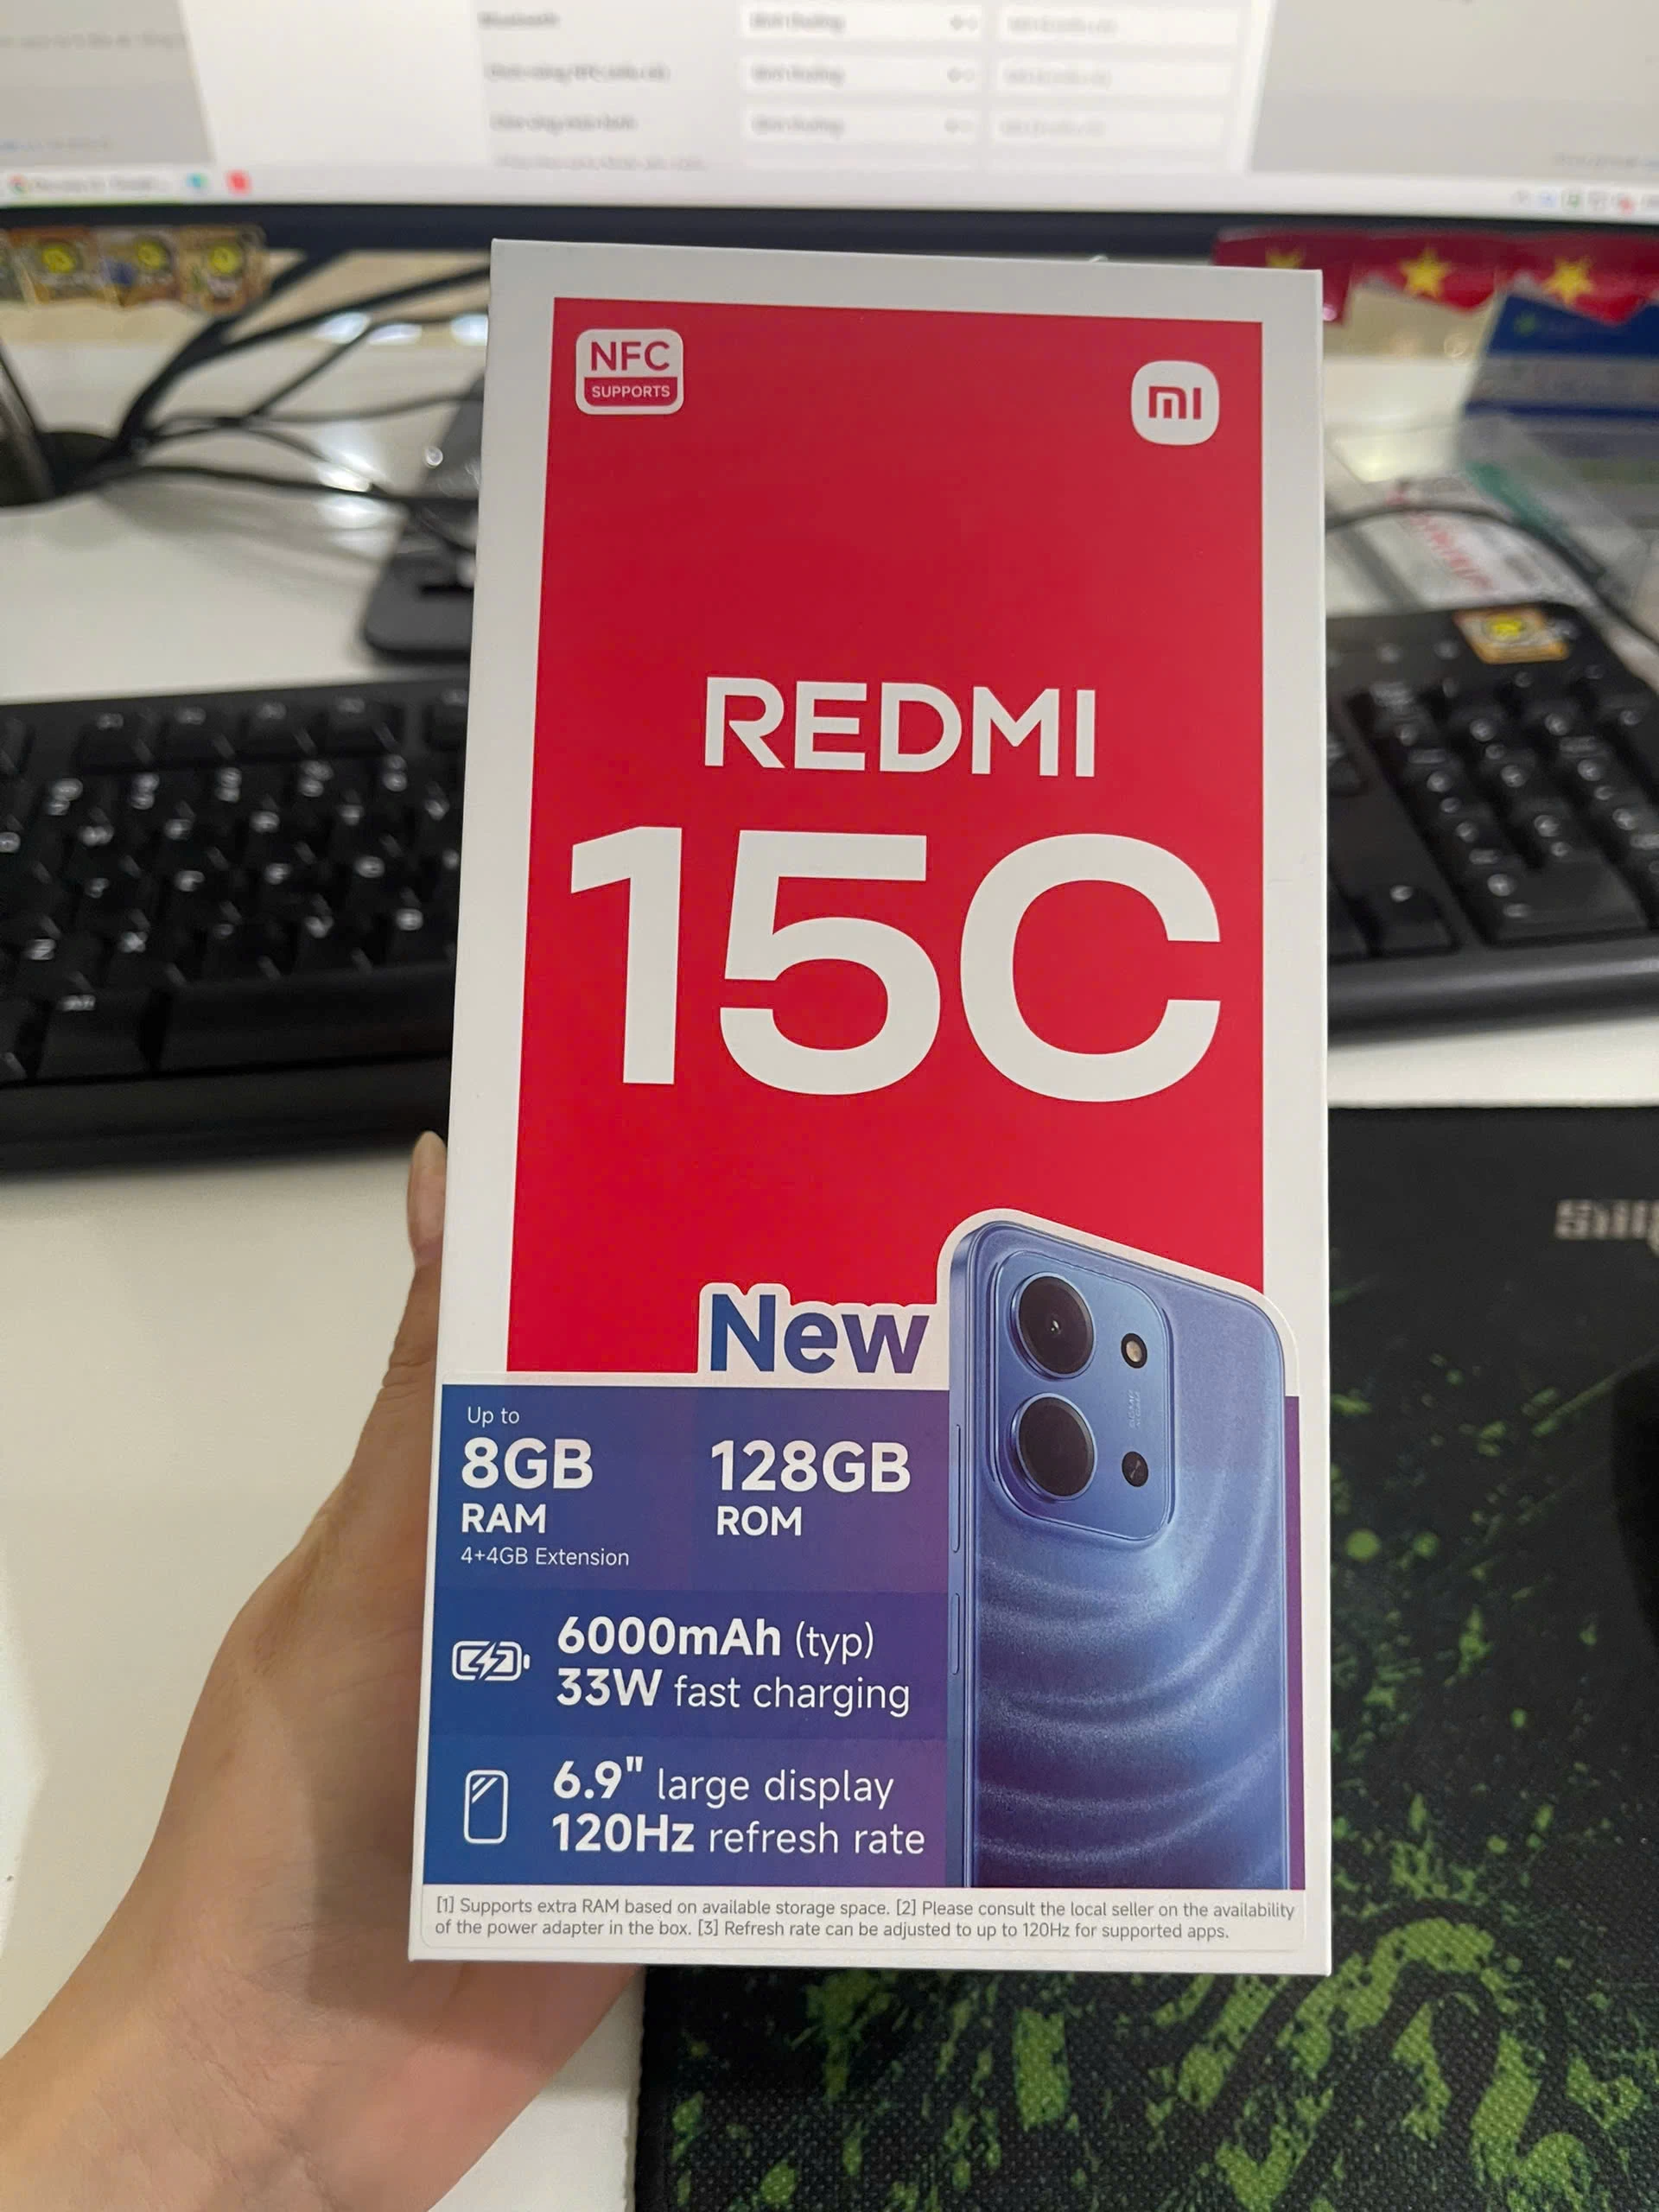 NFC
SUPPORTS
mi
REDMI
15C
New
Up to
8GB
RAM
4+4GB Extension
128GB
ROM
6000mAh (typ)
33W fast charging
6.9" large display
120Hz refresh rate
[1] Supports extra RAM based on available storage space. [2] Please consult the local seller on the availability
of the power adapter in the box. [3] Refresh rate can be adjusted to up to 120Hz for supported apps.